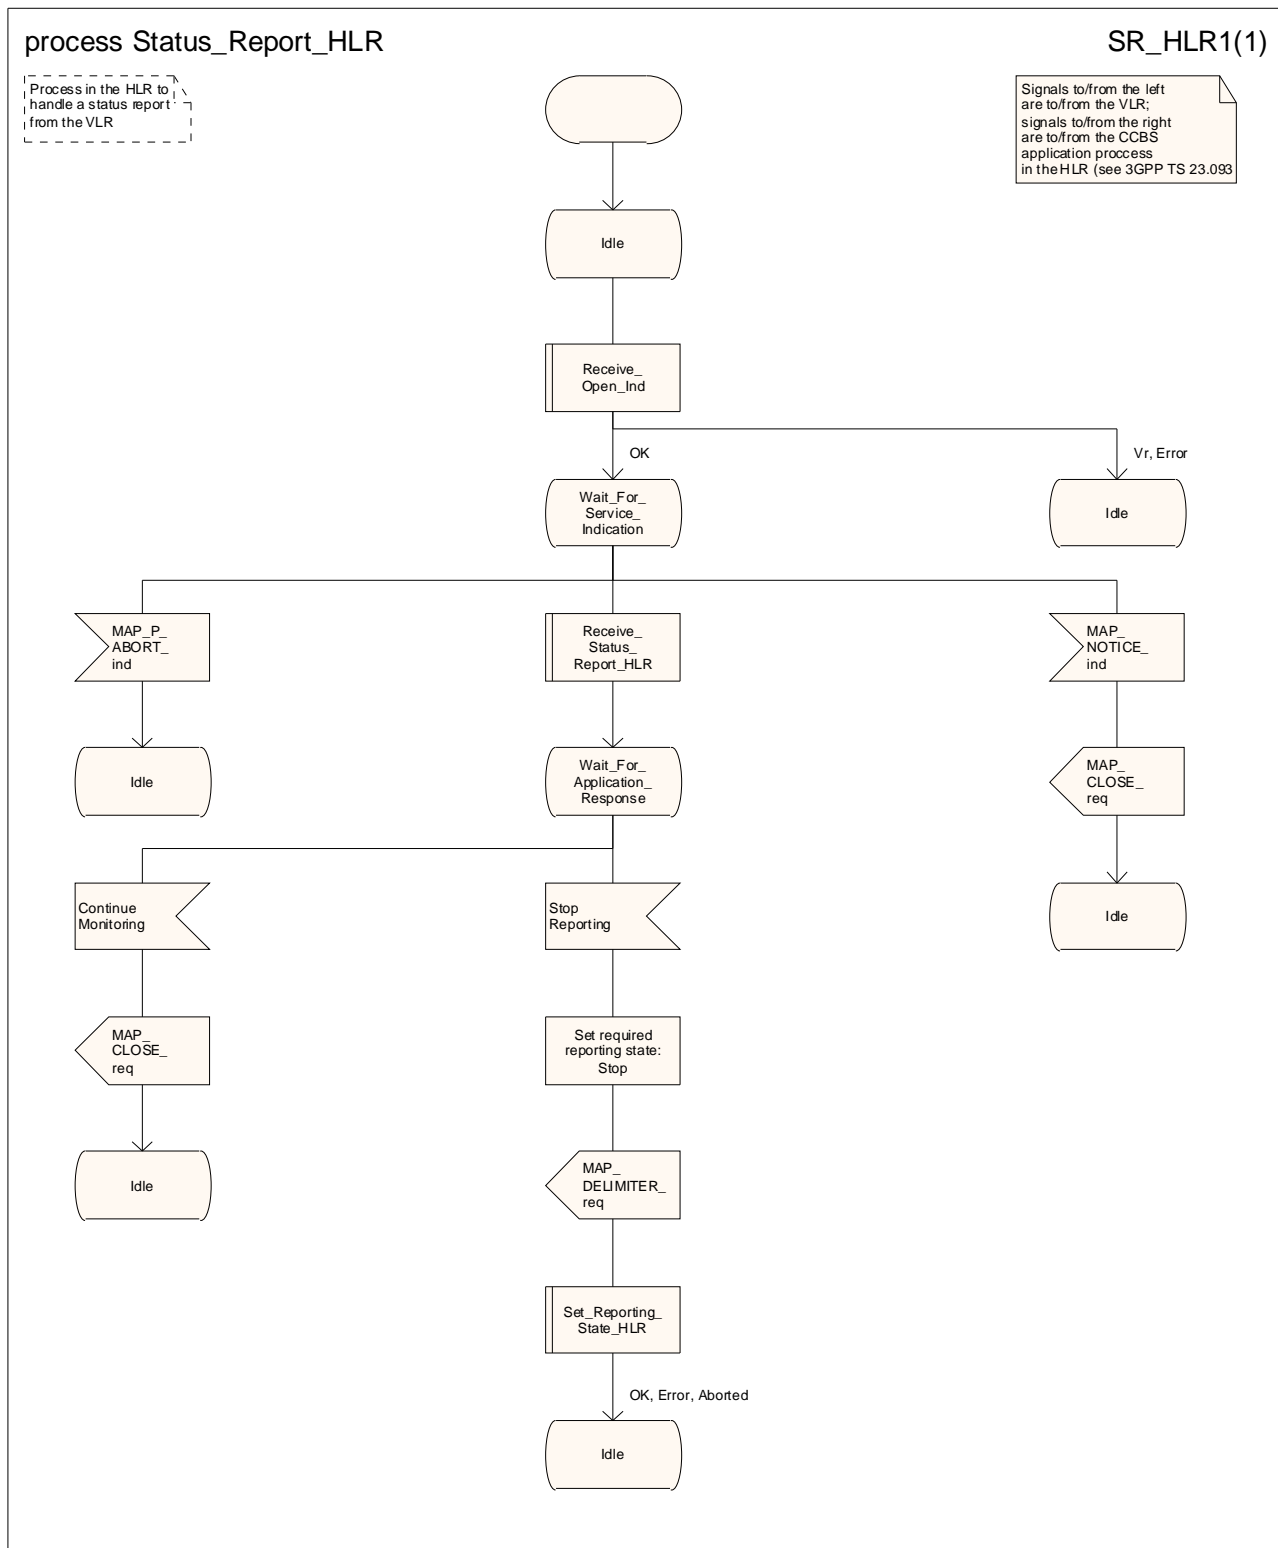 process Status_Report_HLR
SR_HLR1(1)
Process in the HLR to
handle a status report
from the VLR
Signals to/from the left
are to/from the VLR;
signals to/from the right
are to/from the CCBS
application proccess
in the HLR (see 3GPP TS 23.093
Idle
Receive_
Open_Ind
OK
Vr, Error
Wait_For_
Service_
Indication
Idle
MAP_P_
ABORT_
ind
Receive_
Status_
Report_HLR
MAP_
NOTICE_
ind
Idle
Wait_For_
Application_
Response
MAP_
CLOSE_
req
Continue
Monitoring
Stop
Reporting
Idle
MAP_
CLOSE_
req
Set required
reporting state:
Stop
Idle
MAP_
DELIMITER_
req
Set_Reporting_
State_HLR
OK, Error, Aborted
Idle